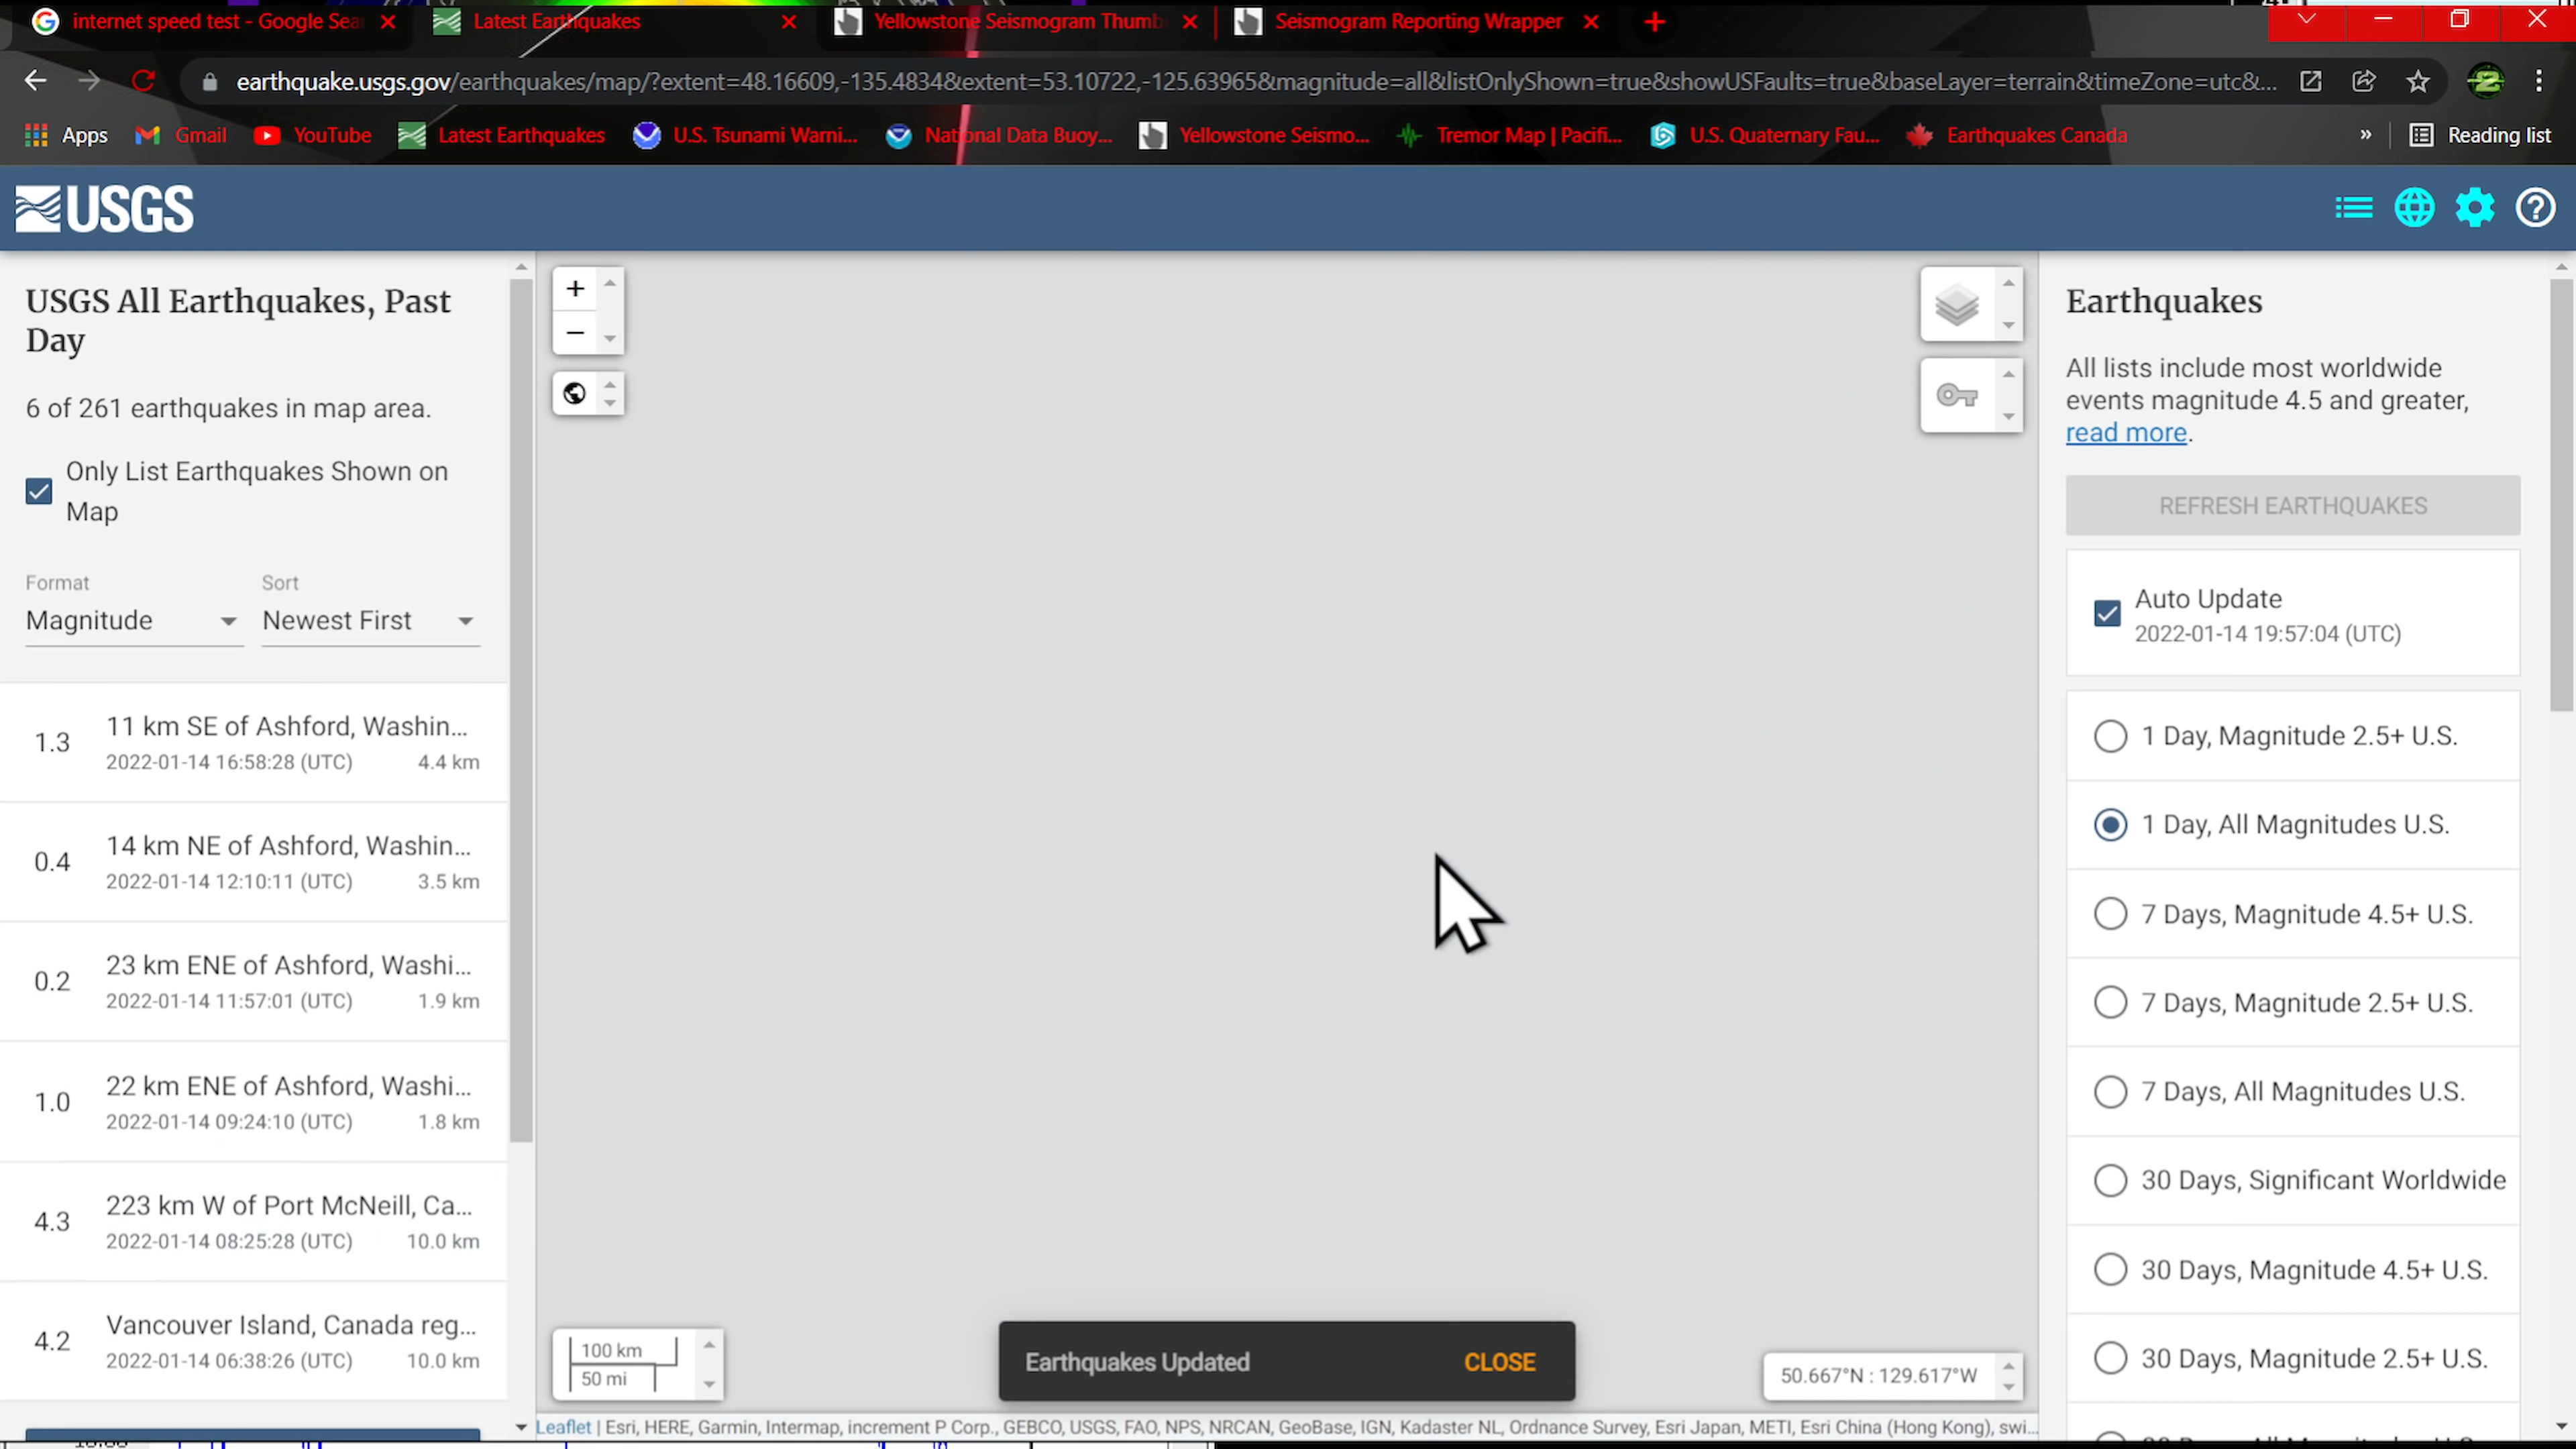 internet speed test - Google Sea
Latest Earthquakes
Yellowstone Seismogram Thumb
Seismogram Reporting Wrapper
earthquake.usgs.gov/earthquakes/map/?extent=48.16609,-135.4834&extent=53.10722,-125.63965&magnitude=all&listOnlyShown=true&showUSFaults=true&baseLayer=terrain&timeZone=utc&...
Apps
Gmail
YouTube
Latest Earthquakes
U.S. Tsunami Warni...
National Data Buoy...
Yellowstone Seismo...
Tremor Map | Pacifi...
U.S. Quaternary Fau...
Earthquakes Canada
»
Reading list
USGS
USGS All Earthquakes, Past
Day
6 of 261 earthquakes in map area.
Only List Earthquakes Shown on
Map
Format
Sort
Magnitude
Newest First
1.3
11 km SE of Ashford, Washin...
2022-01-14 16:58:28 (UTC)
4.4 km
0.4
14 km NE of Ashford, Washin...
2022-01-14 12:10:11 (UTC)
3.5 km
0.2
23 km ENE of Ashford, Washi...
2022-01-14 11:57:01 (UTC)
1.9 km
1.0
22 km ENE of Ashford, Washi...
2022-01-14 09:24:10 (UTC)
1.8 km
4.3
223 km W of Port McNeill, Ca...
2022-01-14 08:25:28 (UTC)
10.0 km
4.2
Vancouver Island, Canada reg...
2022-01-14 06:38:26 (UTC)
10.0 km
+
−
100 km
50 mi
Earthquakes Updated
CLOSE
50.667°N : 129.617°W
Leaflet | Esri, HERE, Garmin, Intermap, increment P Corp., GEBCO, USGS, FAO, NPS, NRCAN, GeoBase, IGN, Kadaster NL, Ordnance Survey, Esri Japan, METI, Esri China (Hong Kong), swi...
Earthquakes
All lists include most worldwide
events magnitude 4.5 and greater,
read more.
REFRESH EARTHQUAKES
Auto Update
2022-01-14 19:57:04 (UTC)
1 Day, Magnitude 2.5+ U.S.
1 Day, All Magnitudes U.S.
7 Days, Magnitude 4.5+ U.S.
7 Days, Magnitude 2.5+ U.S.
7 Days, All Magnitudes U.S.
30 Days, Significant Worldwide
30 Days, Magnitude 4.5+ U.S.
30 Days, Magnitude 2.5+ U.S.